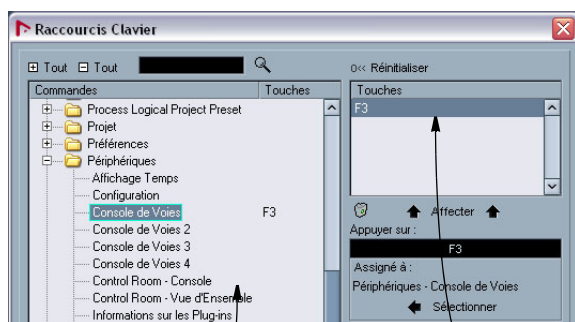 Raccourcis Clavier
Tout Tout
Commandes Touches
Process Logical Project Preset
Projet
Préférences
Périphériques
Affichage Temps
Configuration
Console de Voies F3
Console de Voies 2
Console de Voies 3
Console de Voies 4
Control Room - Console
Control Room - Vue d'Ensemble
Informations sur les Plug-ins
0<< Réinitialiser
Touches
F3
Affecter
Appuyer sur :
F3
Assigné à :
Périphériques - Console de Voies
Sélectionner